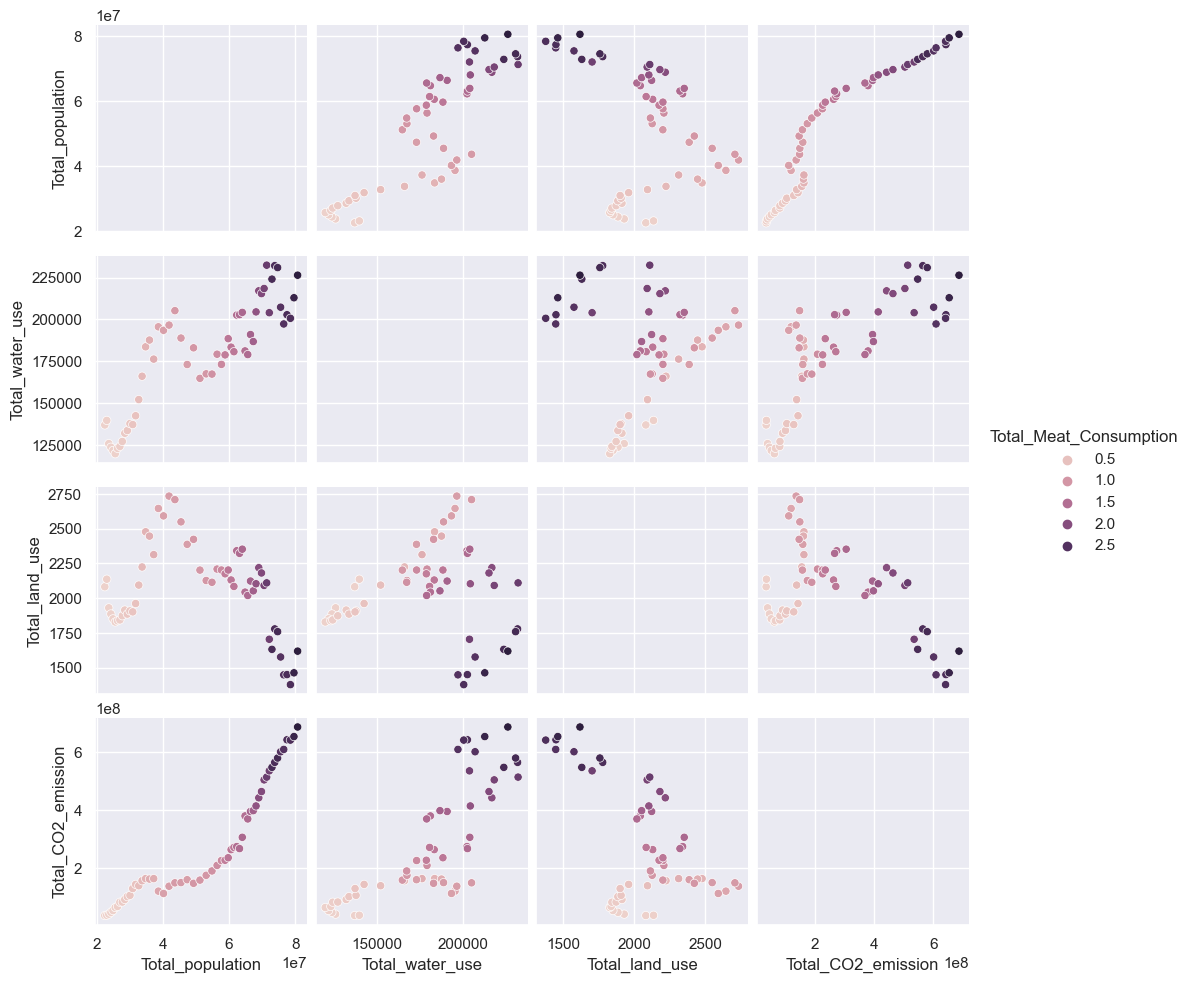 1e7
8
6
4
2
Total_population
225000
200000
175000
150000
125000
Total_water_use
2750
2500
2250
2000
1750
1500
Total_land_use
1e8
6
4
2
Total_CO2_emission
2 4 6 8
1e7
Total_population
150000 200000
Total_water_use
1500 2000 2500
Total_land_use
2 4 6
1e8
Total_CO2_emission
Total_Meat_Consumption
0.5
1.0
1.5
2.0
2.5